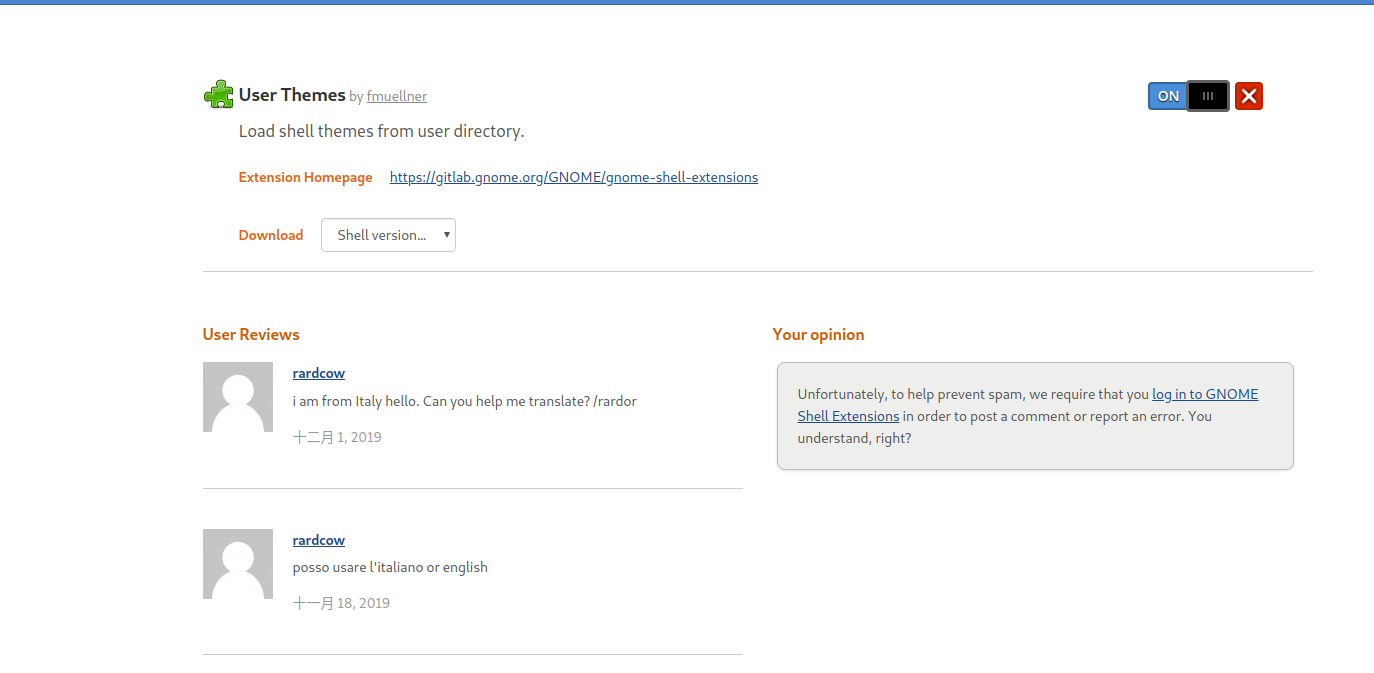 User Themes by fmuellner
ON
Load shell themes from user directory.
Extension Homepage https://gitlab.gnome.org/GNOME/gnome-shell-extensions
Download Shell version...
User Reviews
rardcow
i am from Italy hello. Can you help me translate? /rardor
十二月 1, 2019
rardcow
posso usare l'italiano or english
十一月 18, 2019
Your opinion
Unfortunately, to help prevent spam, we require that you log in to GNOME
Shell Extensions in order to post a comment or report an error. You
understand, right?